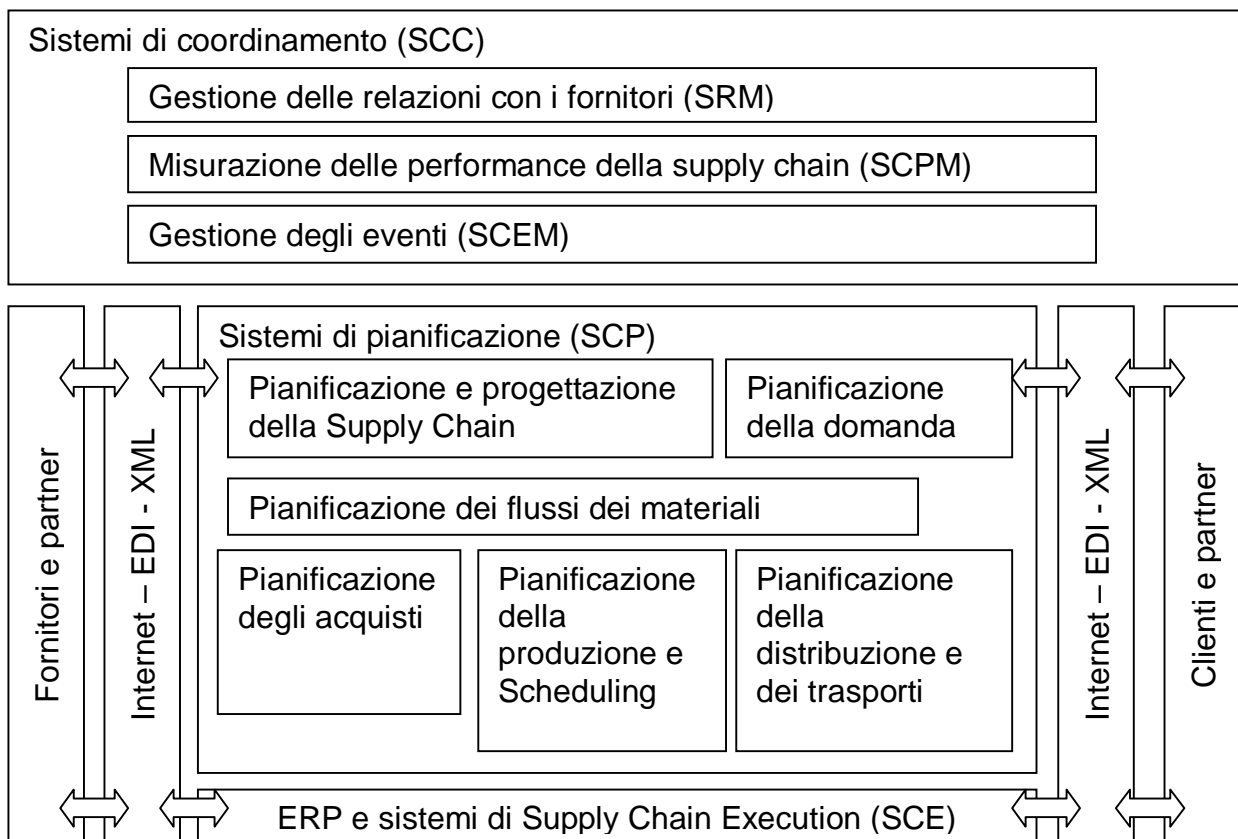 Sistemi di coordinamento (SCC)
Gestione delle relazioni con i fornitori (SRM)
Misurazione delle performance della supply chain (SCPM)
Gestione degli eventi (SCEM)
Fornitori e partner
Internet – EDI - XML
Sistemi di pianificazione (SCP)
Pianificazione e progettazione
della Supply Chain
Pianificazione
della domanda
Pianificazione dei flussi dei materiali
Pianificazione
degli acquisti
Pianificazione
della
produzione e
Scheduling
Pianificazione
della
distribuzione e
dei trasporti
Internet – EDI - XML
Clienti e partner
ERP e sistemi di Supply Chain Execution (SCE)